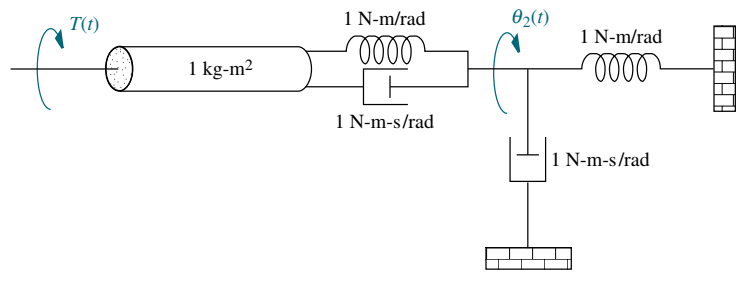 T(t)
1 N-m/rad
θ₂(t)
1 N-m/rad
1 kg-m²
1 N-m-s/rad
1 N-m-s/rad